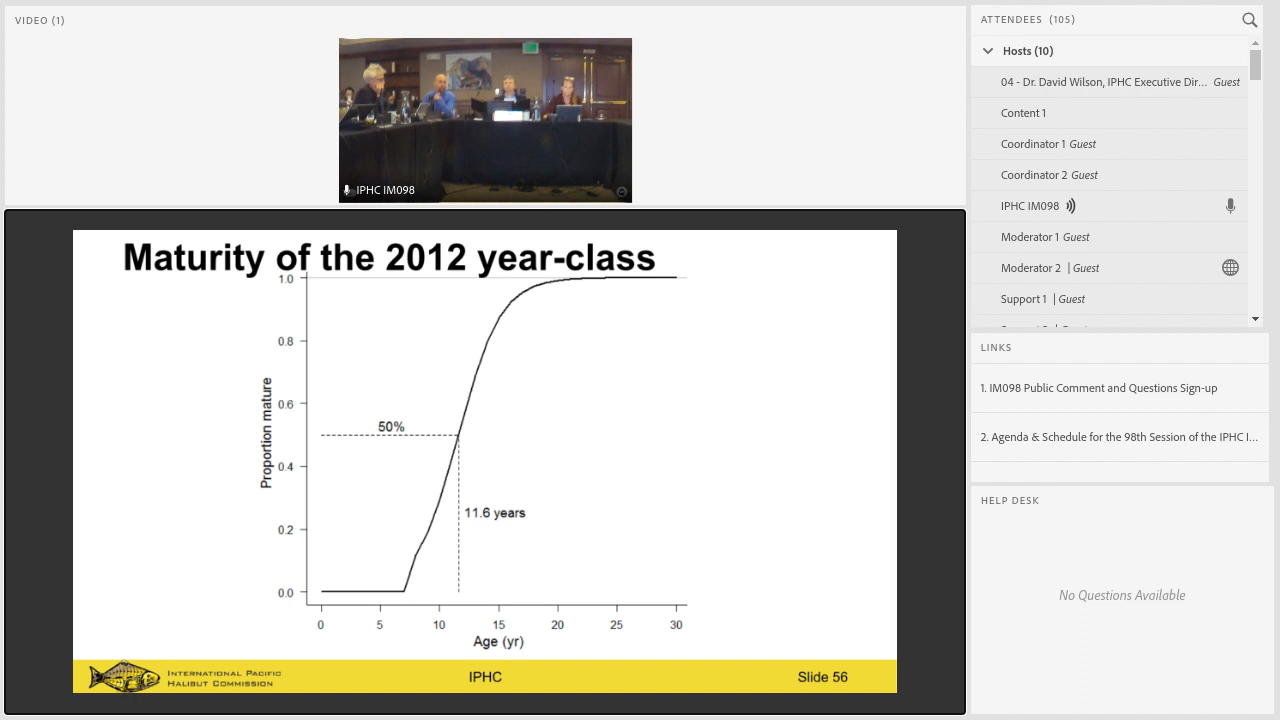 VIDEO (1)
IPHC IM098
Maturity of the 2012 year-class
Proportion mature
1.0
0.8
0.6
0.4
0.2
0.0
50%
11.6 years
0 5 10 15 20 25 30
Age (yr)
INTERNATIONAL PACIFIC
HALIBUT COMMISSION
IPHC
Slide 56
ATTENDEES (105)
Hosts (10)
04 - Dr. David Wilson, IPHC Executive Dir... Guest
Content 1
Coordinator 1 Guest
Coordinator 2 Guest
IPHC IM098
Moderator 1 Guest
Moderator 2 | Guest
Support 1 | Guest
LINKS
1. IM098 Public Comment and Questions Sign-up
2. Agenda & Schedule for the 98th Session of the IPHC I...
HELP DESK
No Questions Available